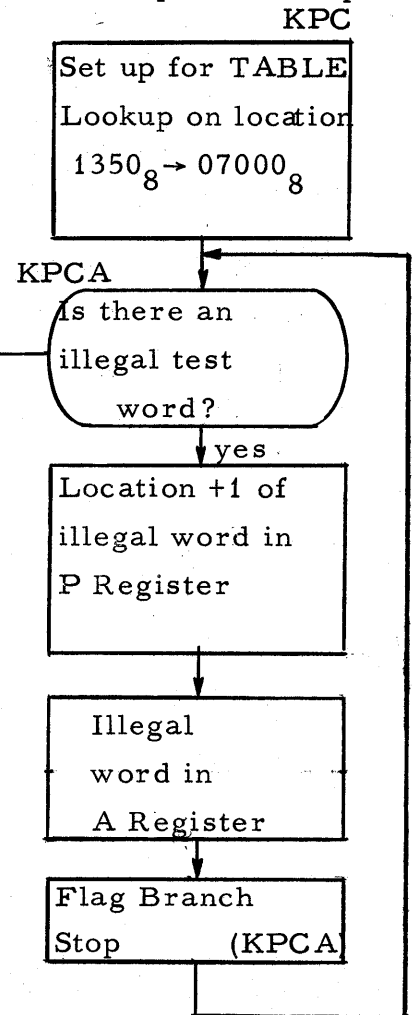 KPC
Set up for TABLE
Lookup on location
1350₈ → 07000₈
KPCA
Is there an
illegal test
word?
yes
Location +1 of
illegal word in
P Register
Illegal
word in
A Register
Flag Branch
Stop (KPCA)